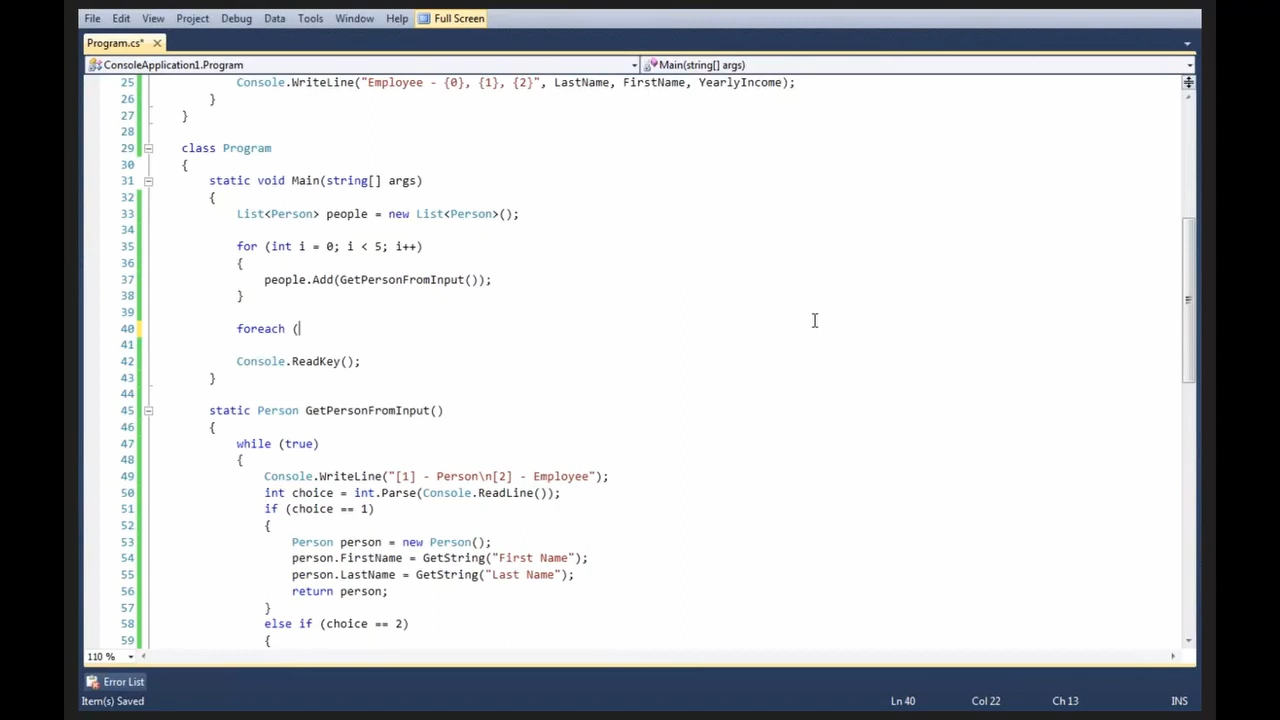 File Edit View Project Debug Data Tools Window Help Full Screen
Program.cs*
ConsoleApplication1.Program Main(string[] args)
25 Console.WriteLine("Employee - {0}, {1}, {2}", LastName, FirstName, YearlyIncome);
26 }
27 }
28
29 class Program
30 {
31 static void Main(string[] args)
32 {
33 List<Person> people = new List<Person>();
34
35 for (int i = 0; i < 5; i++)
36 {
37 people.Add(GetPersonFromInput());
38 }
39
40 foreach (
41
42 Console.ReadKey();
43 }
44
45 static Person GetPersonFromInput()
46 {
47 while (true)
48 {
49 Console.WriteLine("[1] - Person\n[2] - Employee");
50 int choice = int.Parse(Console.ReadLine());
51 if (choice == 1)
52 {
53 Person person = new Person();
54 person.FirstName = GetString("First Name");
55 person.LastName = GetString("Last Name");
56 return person;
57 }
58 else if (choice == 2)
59 {
110 %
Error List
Item(s) Saved Ln 40 Col 22 Ch 13 INS